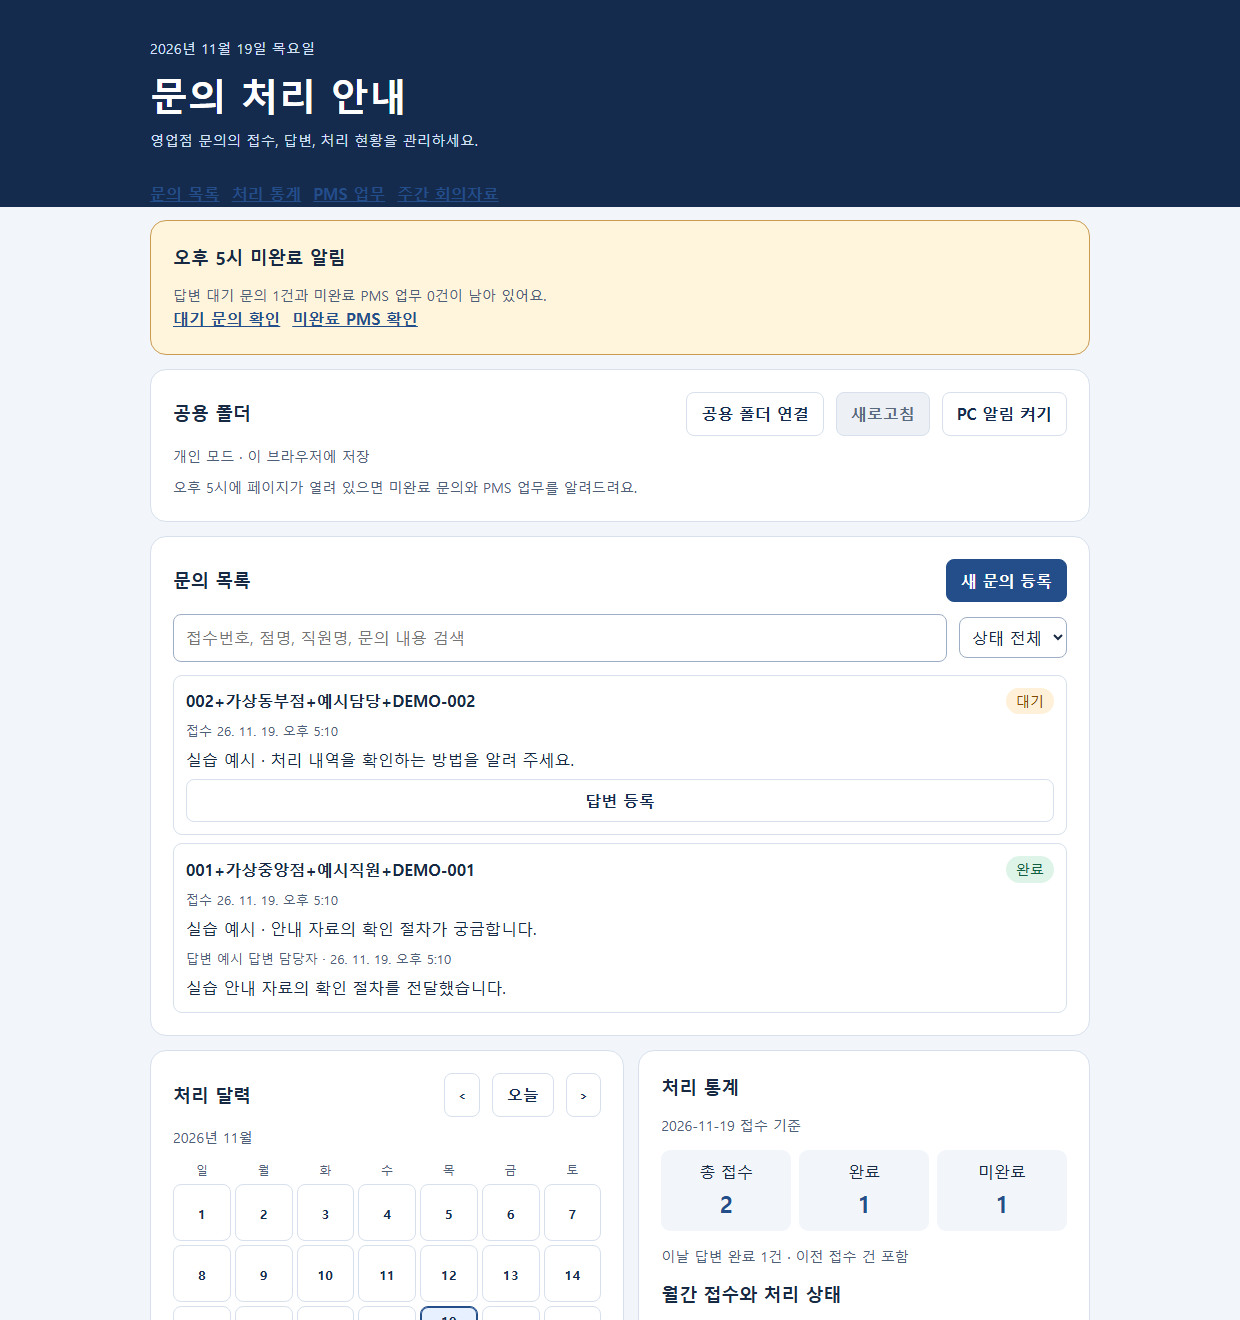 2026년 11월 19일 목요일
문의 처리 안내
영업점 문의의 접수, 답변, 처리 현황을 관리하세요.
문의 목록 처리 통계 PMS 업무 주간 회의자료
오후 5시 미완료 알림
답변 대기 문의 1건과 미완료 PMS 업무 0건이 남아 있어요.
대기 문의 확인 미완료 PMS 확인
공용 폴더 공용 폴더 연결 새로고침 PC 알림 켜기
개인 모드 · 이 브라우저에 저장
오후 5시에 페이지가 열려 있으면 미완료 문의와 PMS 업무를 알려드려요.
문의 목록 새 문의 등록
접수번호, 점명, 직원명, 문의 내용 검색 상태 전체
002+가상동부점+예시담당+DEMO-002 대기
접수 26. 11. 19. 오후 5:10
실습 예시 · 처리 내역을 확인하는 방법을 알려 주세요.
답변 등록
001+가상중앙점+예시직원+DEMO-001 완료
접수 26. 11. 19. 오후 5:10
실습 예시 · 안내 자료의 확인 절차가 궁금합니다.
답변 예시 답변 담당자 · 26. 11. 19. 오후 5:10
실습 안내 자료의 확인 절차를 전달했습니다.
처리 달력 < 오늘 >
2026년 11월
일 월 화 수 목 금 토
1 2 3 4 5 6 7
8 9 10 11 12 13 14
처리 통계
2026-11-19 접수 기준
총 접수 완료 미완료
2 1 1
이날 답변 완료 1건 · 이전 접수 건 포함
월간 접수와 처리 상태